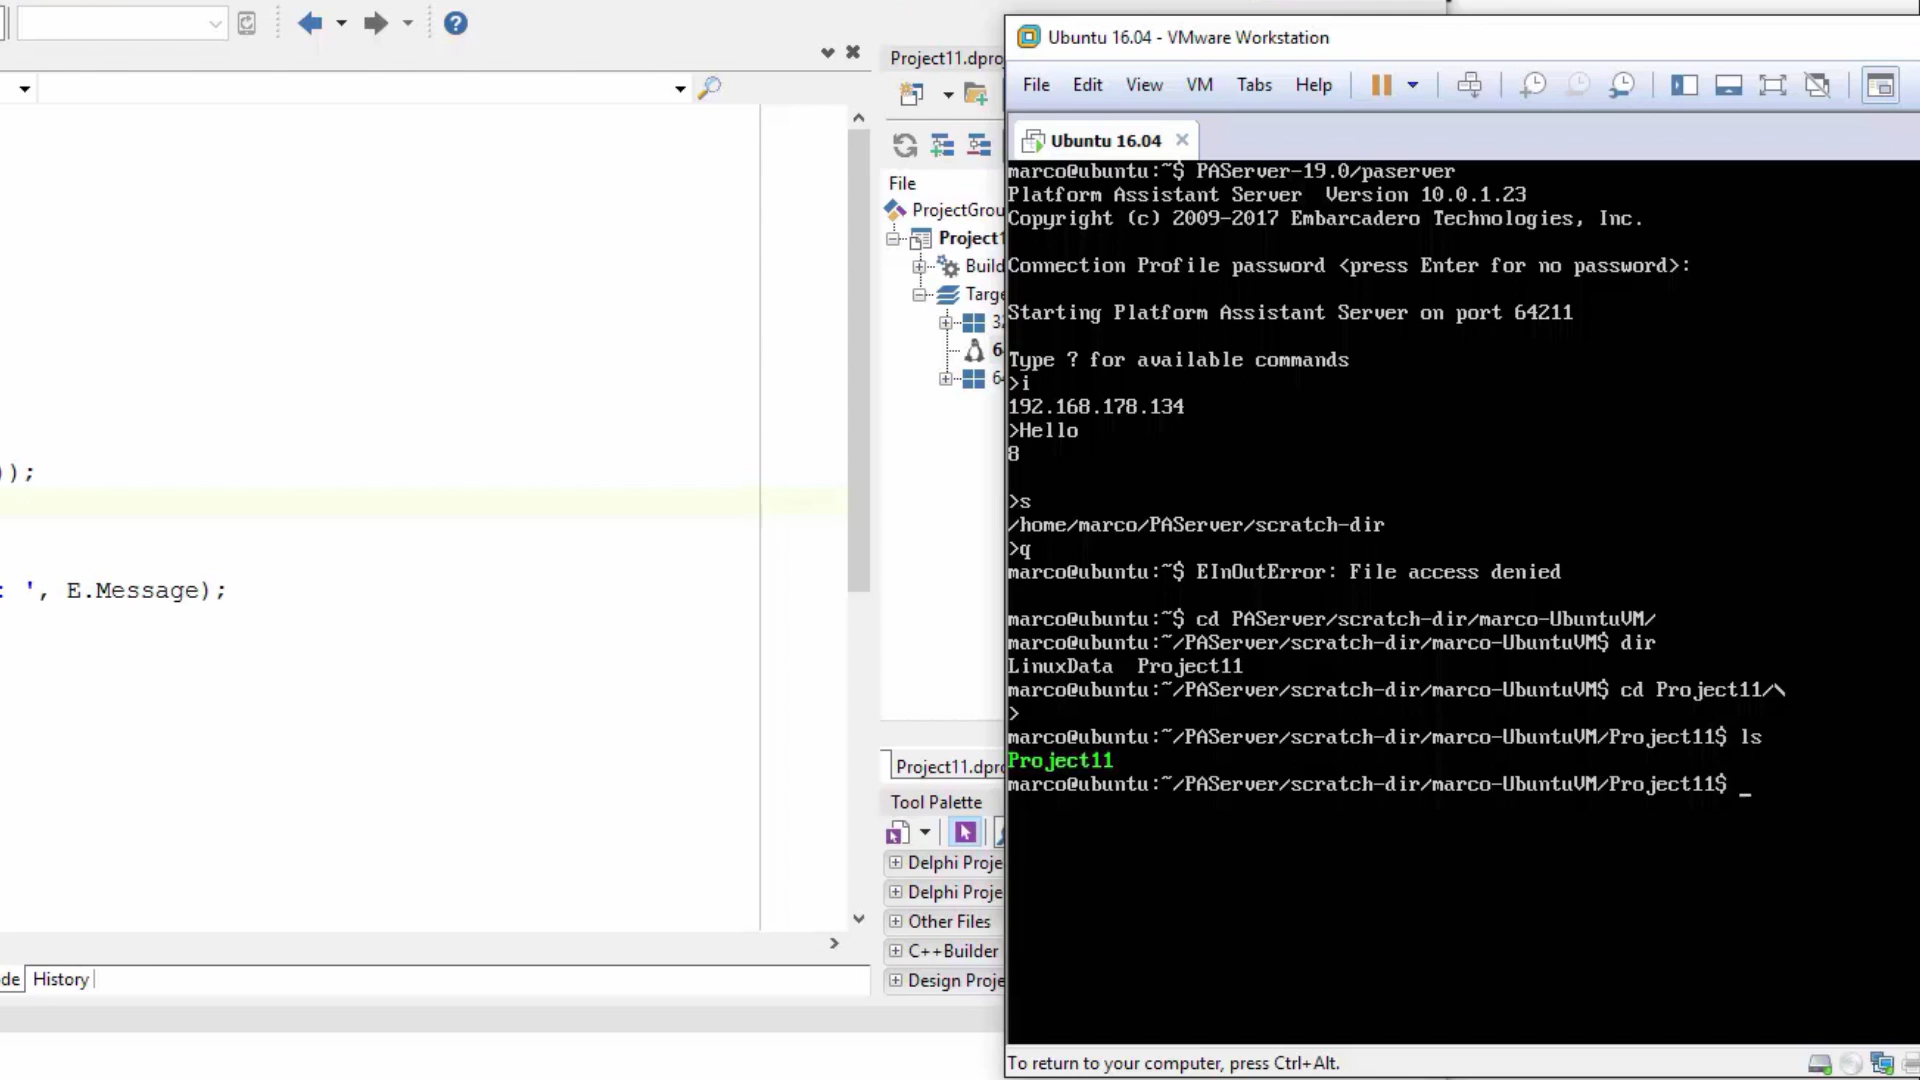 Project11.dpro
Ubuntu 16.04 - VMware Workstation
File Edit View VM Tabs Help
Ubuntu 16.04
File
ProjectGrou
Project1
Build
Targe
32
6
64
));
: ', E.Message);
marco@ubuntu:~$ PAServer-19.0/paserver
Platform Assistant Server  Version 10.0.1.23
Copyright (c) 2009-2017 Embarcadero Technologies, Inc.
Connection Profile password <press Enter for no password>:
Starting Platform Assistant Server on port 64211
Type ? for available commands
>i
192.168.178.134
>Hello
8
>s
/home/marco/PAServer/scratch-dir
>q
marco@ubuntu:~$ EInOutError: File access denied
marco@ubuntu:~$ cd PAServer/scratch-dir/marco-UbuntuVM/
marco@ubuntu:~/PAServer/scratch-dir/marco-UbuntuVM$ dir
LinuxData  Project11
marco@ubuntu:~/PAServer/scratch-dir/marco-UbuntuVM$ cd Project11/\
>
marco@ubuntu:~/PAServer/scratch-dir/marco-UbuntuVM/Project11$ ls
Project11
marco@ubuntu:~/PAServer/scratch-dir/marco-UbuntuVM/Project11$ _
Project11.dpro
Tool Palette
Delphi Proje
Delphi Proje
Other Files
C++Builder
Design Proje
de History
To return to your computer, press Ctrl+Alt.